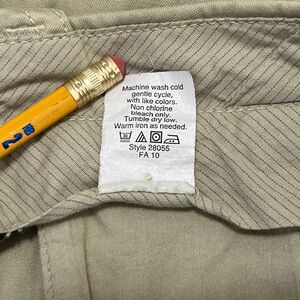 Machine wash cold
gentle cycle,
with like colors.
Non chlorine
bleach only.
Tumble dry low.
Warm iron as needed.
Style 28055
FA 10
2